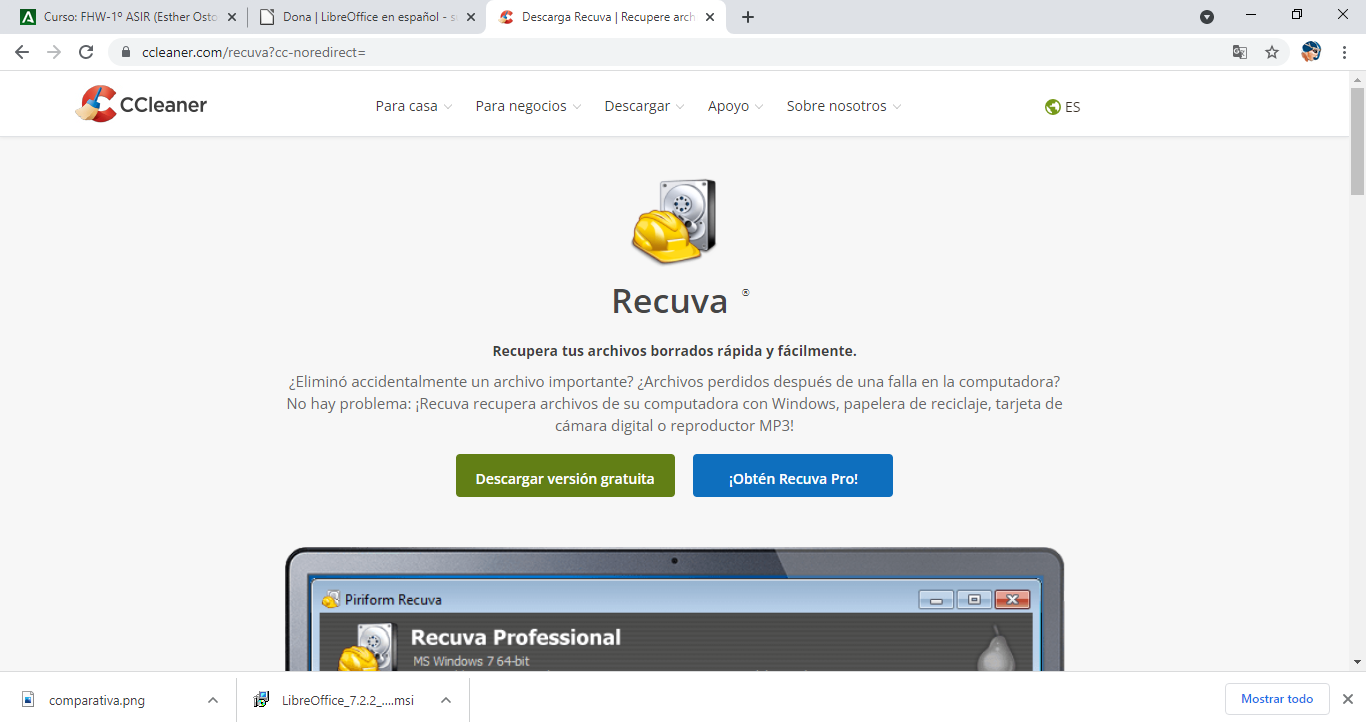 Curso: FHW-1º ASIR (Esther Osto
Dona | LibreOffice en español - s
Descarga Recuva | Recupere arch
ccleaner.com/recuva?cc-noredirect=
CCleaner
Para casa
Para negocios
Descargar
Apoyo
Sobre nosotros
ES
Recuva ®
Recupera tus archivos borrados rápida y fácilmente.
¿Eliminó accidentalmente un archivo importante? ¿Archivos perdidos después de una falla en la computadora?
No hay problema: ¡Recuva recupera archivos de su computadora con Windows, papelera de reciclaje, tarjeta de
cámara digital o reproductor MP3!
Descargar versión gratuita
¡Obtén Recuva Pro!
Piriform Recuva
Recuva Professional
MS Windows 7 64-bit
comparativa.png
LibreOffice_7.2.2_....msi
Mostrar todo